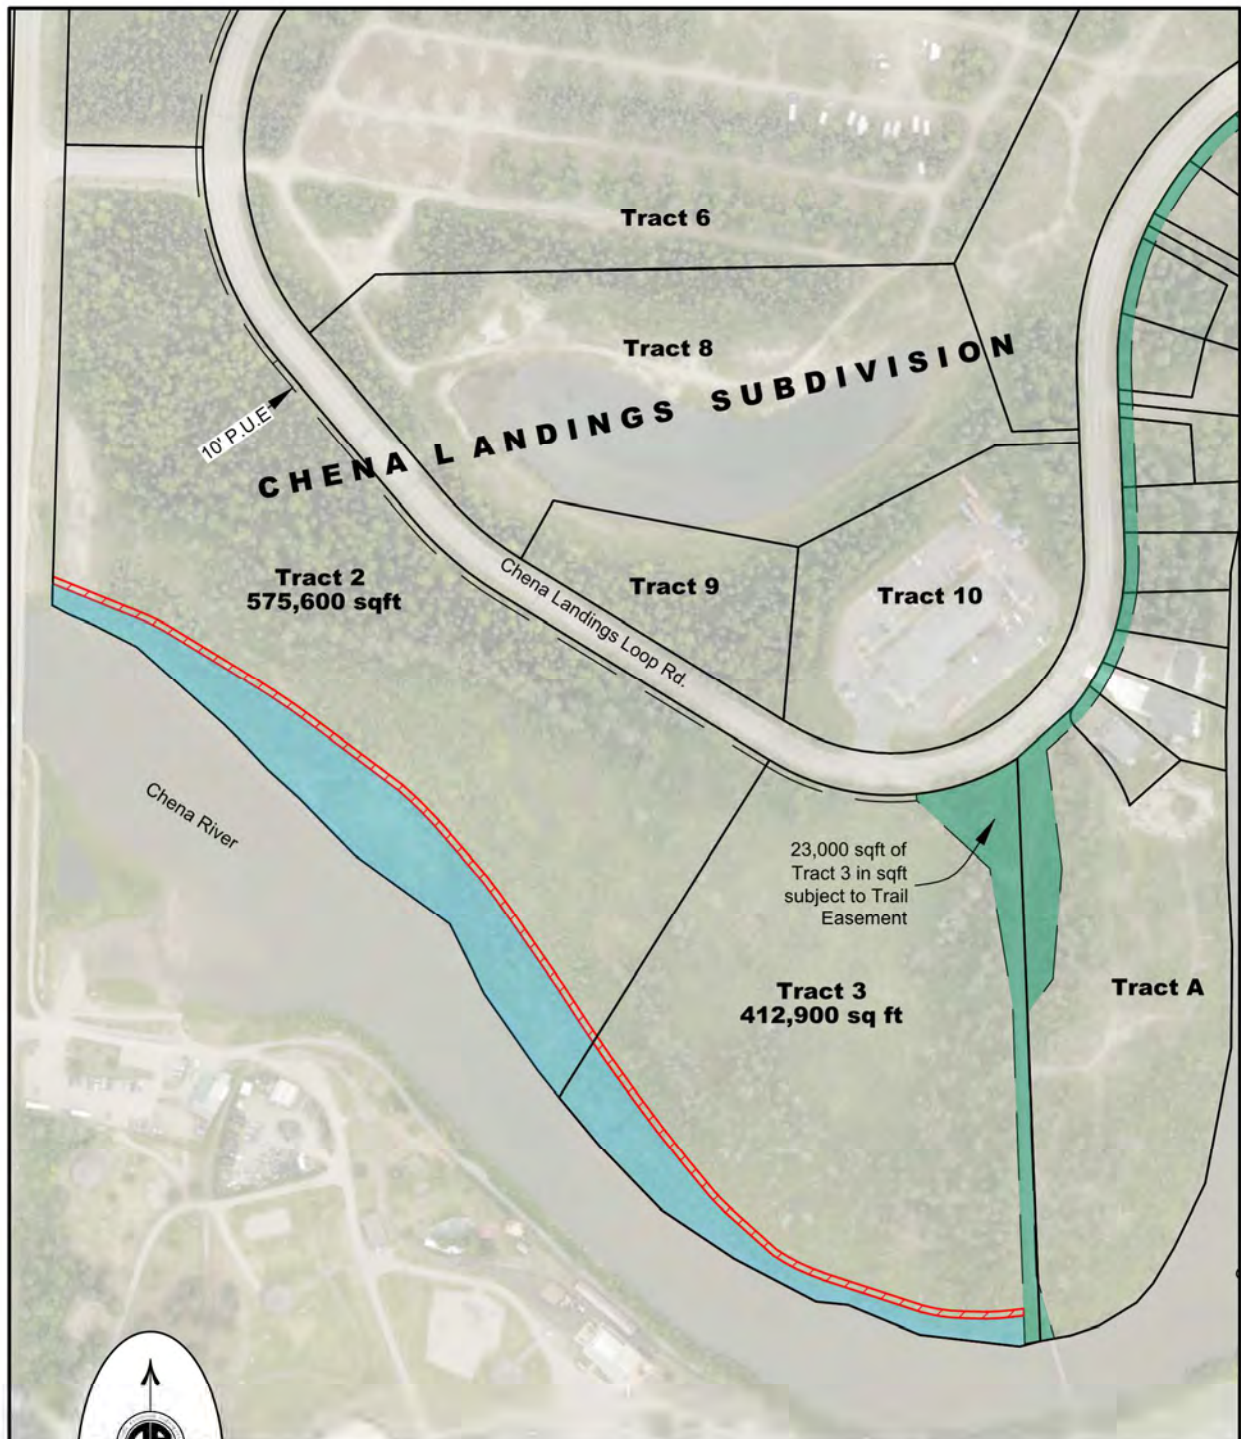 Tract 6
Tract 8
CHENA LANDINGS SUBDIVISION
10' P.U.E
Tract 2
575,600 sqft
Chena Landings Loop Rd.
Tract 9
Tract 10
Chena River
23,000 sqft of
Tract 3 in sqft
subject to Trail
Easement
Tract 3
412,900 sq ft
Tract A